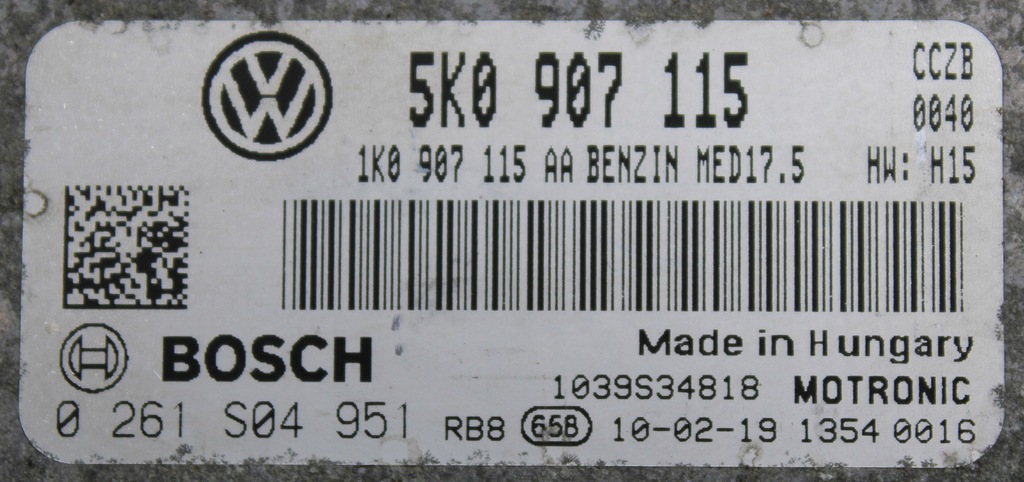 5K0 907 115
CCZB
0040
1K0 907 115 AA BENZIN MED17.5 HW: H15
BOSCH
Made in Hungary
1039S34818 MOTRONIC
0 261 S04 951 RB8 658 10-02-19 1354 0016